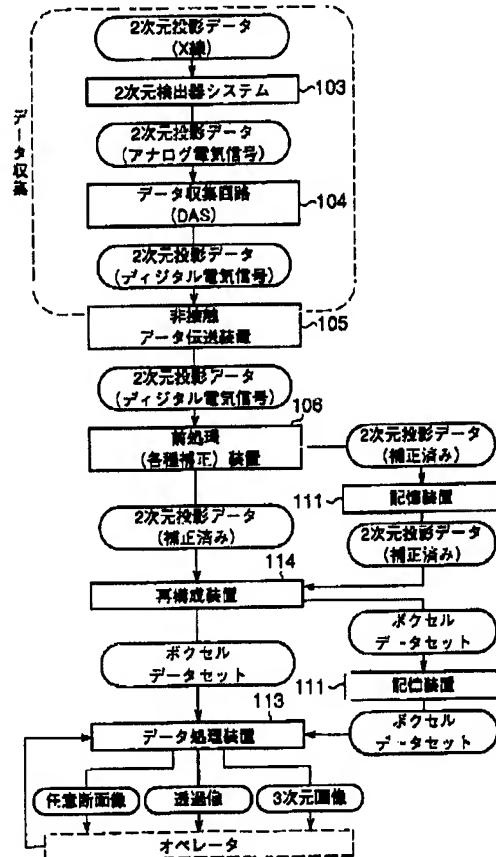 2次元投影データ
(X線)
2次元検出器システム
103
2次元投影データ
(アナログ電気信号)
データ収集
データ収集回路
(DAS)
104
2次元投影データ
(ディジタル電気信号)
非接触
データ伝送装置
105
2次元投影データ
(ディジタル電気信号)
106
前処理
(各種補正)装置
2次元投影データ
(補正済み)
111
記憶装置
2次元投影データ
(補正済み)
2次元投影データ
(補正済み)
114
再構成装置
ボクセル
データセット
ボクセル
データセット
111
記憶装置
ボクセル
データセット
113
データ処理装置
任意断面像
透過値
3次元画像
オペレータ